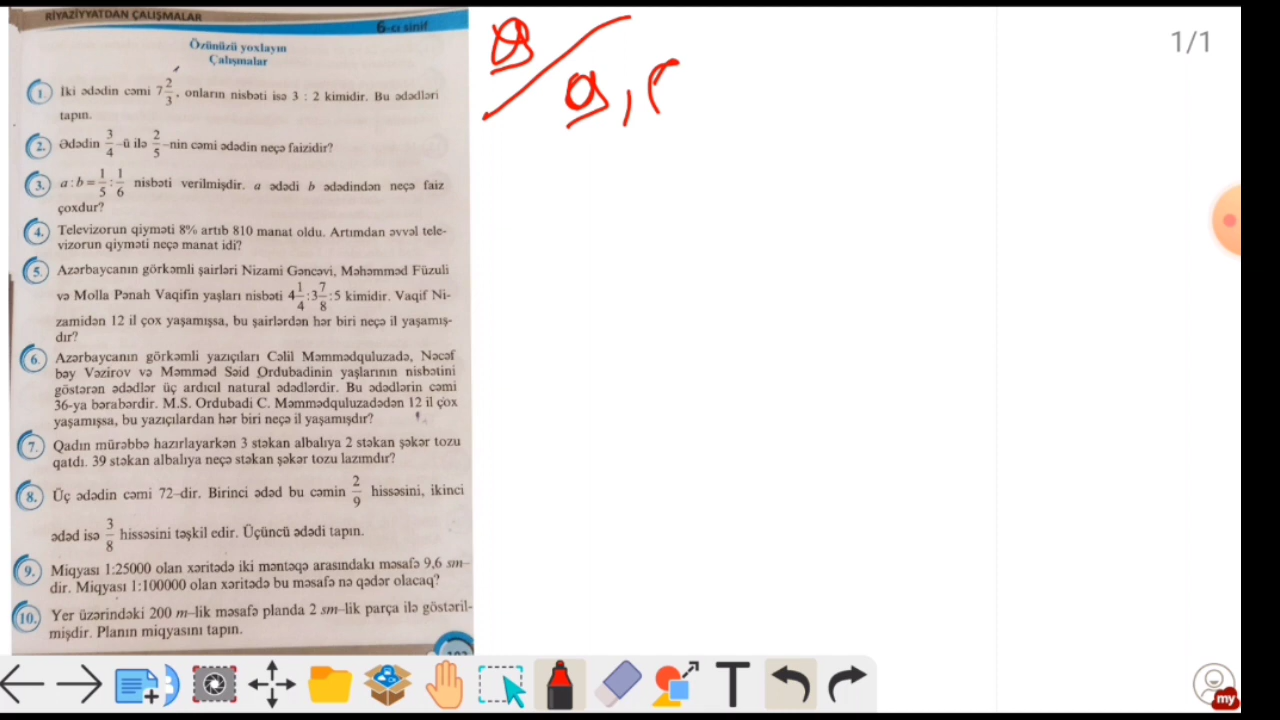 RİYAZİYYATDAN ÇALIŞMALAR
6-cı sinif
1/1
Özünüzü yoxlayın
Çalışmalar
1. İki ədədin cəmi 7 2/3, onların nisbəti isə 3 : 2 kimidir. Bu ədədləri
tapın.
2. Ədədin 3/4–ü ilə 2/5–nin cəmi ədədin neçə faizidir?
3. a : b = 1/5 : 1/6 nisbəti verilmişdir. a ədədi b ədədindən neçə faiz
çoxdur?
4. Televizorun qiyməti 8% artıb 810 manat oldu. Artımdan əvvəl tele-
vizorun qiyməti neçə manat idi?
5. Azərbaycanın görkəmli şairləri Nizami Gəncəvi, Məhəmməd Füzuli
və Molla Pənah Vaqifin yaşları nisbəti 4 1/4 : 3 7/8 : 5 kimidir. Vaqif Ni-
zamidən 12 il çox yaşamışsa, bu şairlərdən hər biri neçə il yaşamış-
dır?
6. Azərbaycanın görkəmli yazıçıları Cəlil Məmmədquluzadə, Nəcəf
bəy Vəzirov və Məmməd Səid Ordubadinin yaşlarının nisbətini
göstərən ədədlər üç ardıcıl natural ədədlərdir. Bu ədədlərin cəmi
36-ya bərabərdir. M.S. Ordubadi C. Məmmədquluzadədən 12 il çox
yaşamışsa, bu yazıçılardan hər biri neçə il yaşamışdır?
7. Qadın mürəbbə hazırlayarkən 3 stəkan albalıya 2 stəkan şəkər tozu
qatdı. 39 stəkan albalıya neçə stəkan şəkər tozu lazımdır?
8. Üç ədədin cəmi 72–dir. Birinci ədəd bu cəmin 2/9 hissəsini, ikinci
ədəd isə 3/8 hissəsini təşkil edir. Üçüncü ədədi tapın.
9. Miqyası 1:25000 olan xəritədə iki məntəqə arasındakı məsafə 9,6 sm–
dir. Miqyası 1:100000 olan xəritədə bu məsafə nə qədər olacaq?
10. Yer üzərindəki 200 m–lik məsafə planda 2 sm–lik parça ilə göstəril-
mişdir. Planın miqyasını tapın.
T
my